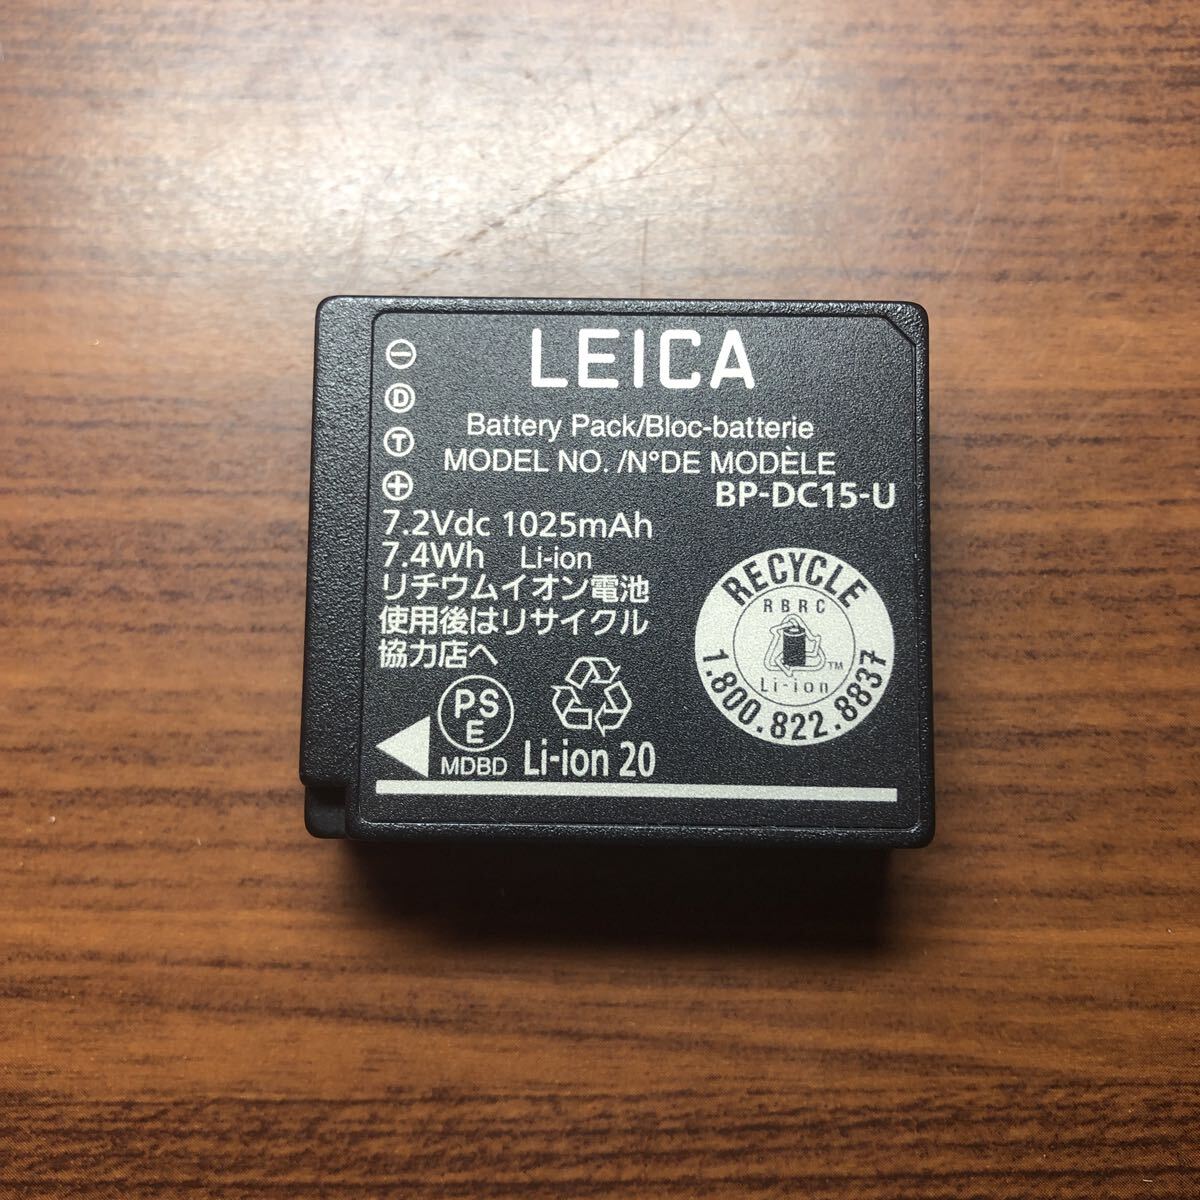 LEICA
Battery Pack/Bloc-batterie
MODEL NO. /N°DE MODÈLE
BP-DC15-U
D
T
7.2Vdc 1025mAh
7.4Wh Li-ion
リチウムイオン電池
使用後はリサイクル
協力店へ
PSE
MDBD
Li-ion 20
RECYCLE
RBRC
TM
Li-ion
1.800.822.8837